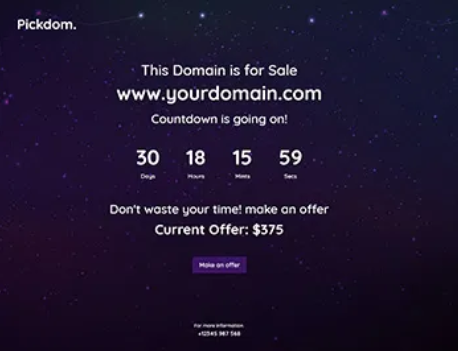 Pickdom.
This Domain is for Sale
www.yourdomain.com
Countdown is going on!
30 18 15 59
Days Hours Mints Secs
Don't waste your time! make an offer
Current Offer: $375
Make an offer
For more information
+12345 987 568